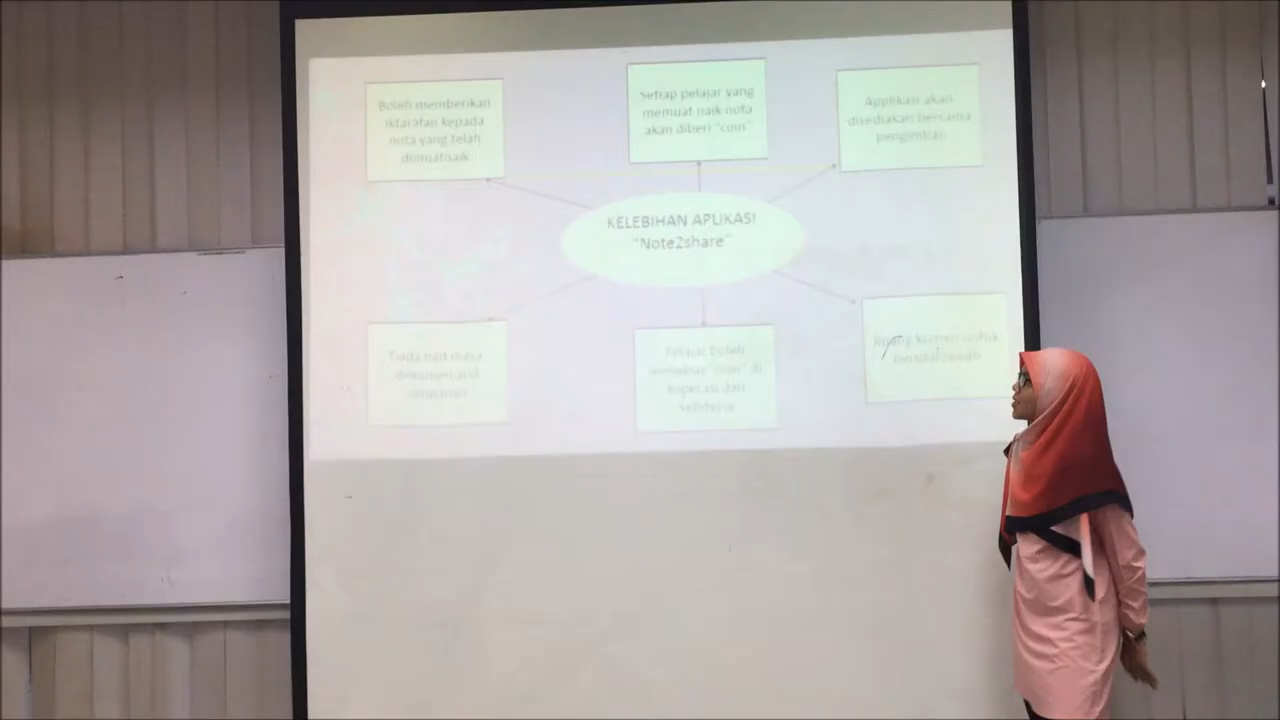 Boleh memberikan
iktarafan kepada
nota yang telah
dimuatnaik
Setiap pelajar yang
memuat naik nota
akan diberi "coin"
Applikasi akan
disediakan bersama
pengimbas
KELEBIHAN APLIKASI
"Note2share"
Tiada had masa
dokumen
simpanan
Pelajar boleh
menebus "coin" di
koperasi dan
kafeteria
Ruang komen untuk